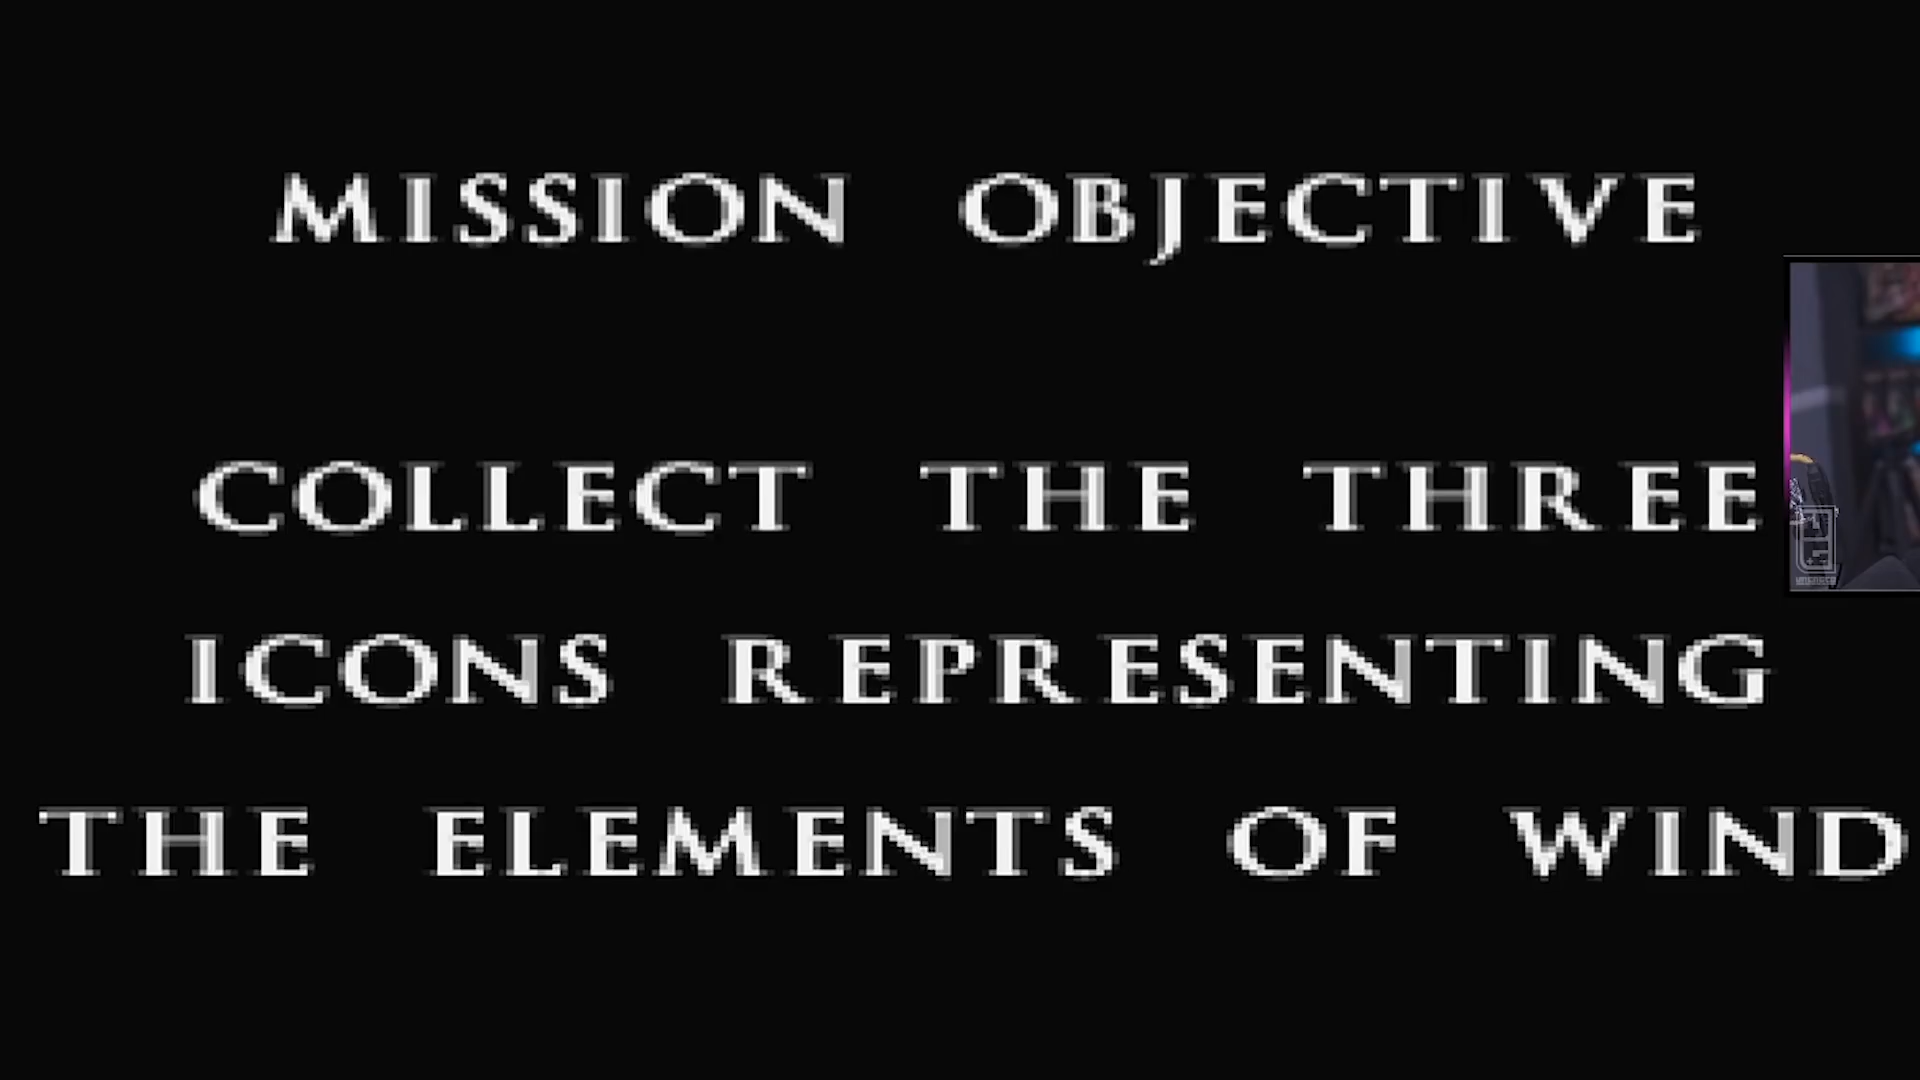 MISSION OBJECTIVE
COLLECT THE THREE
ICONS REPRESENTING
THE ELEMENTS OF WIND